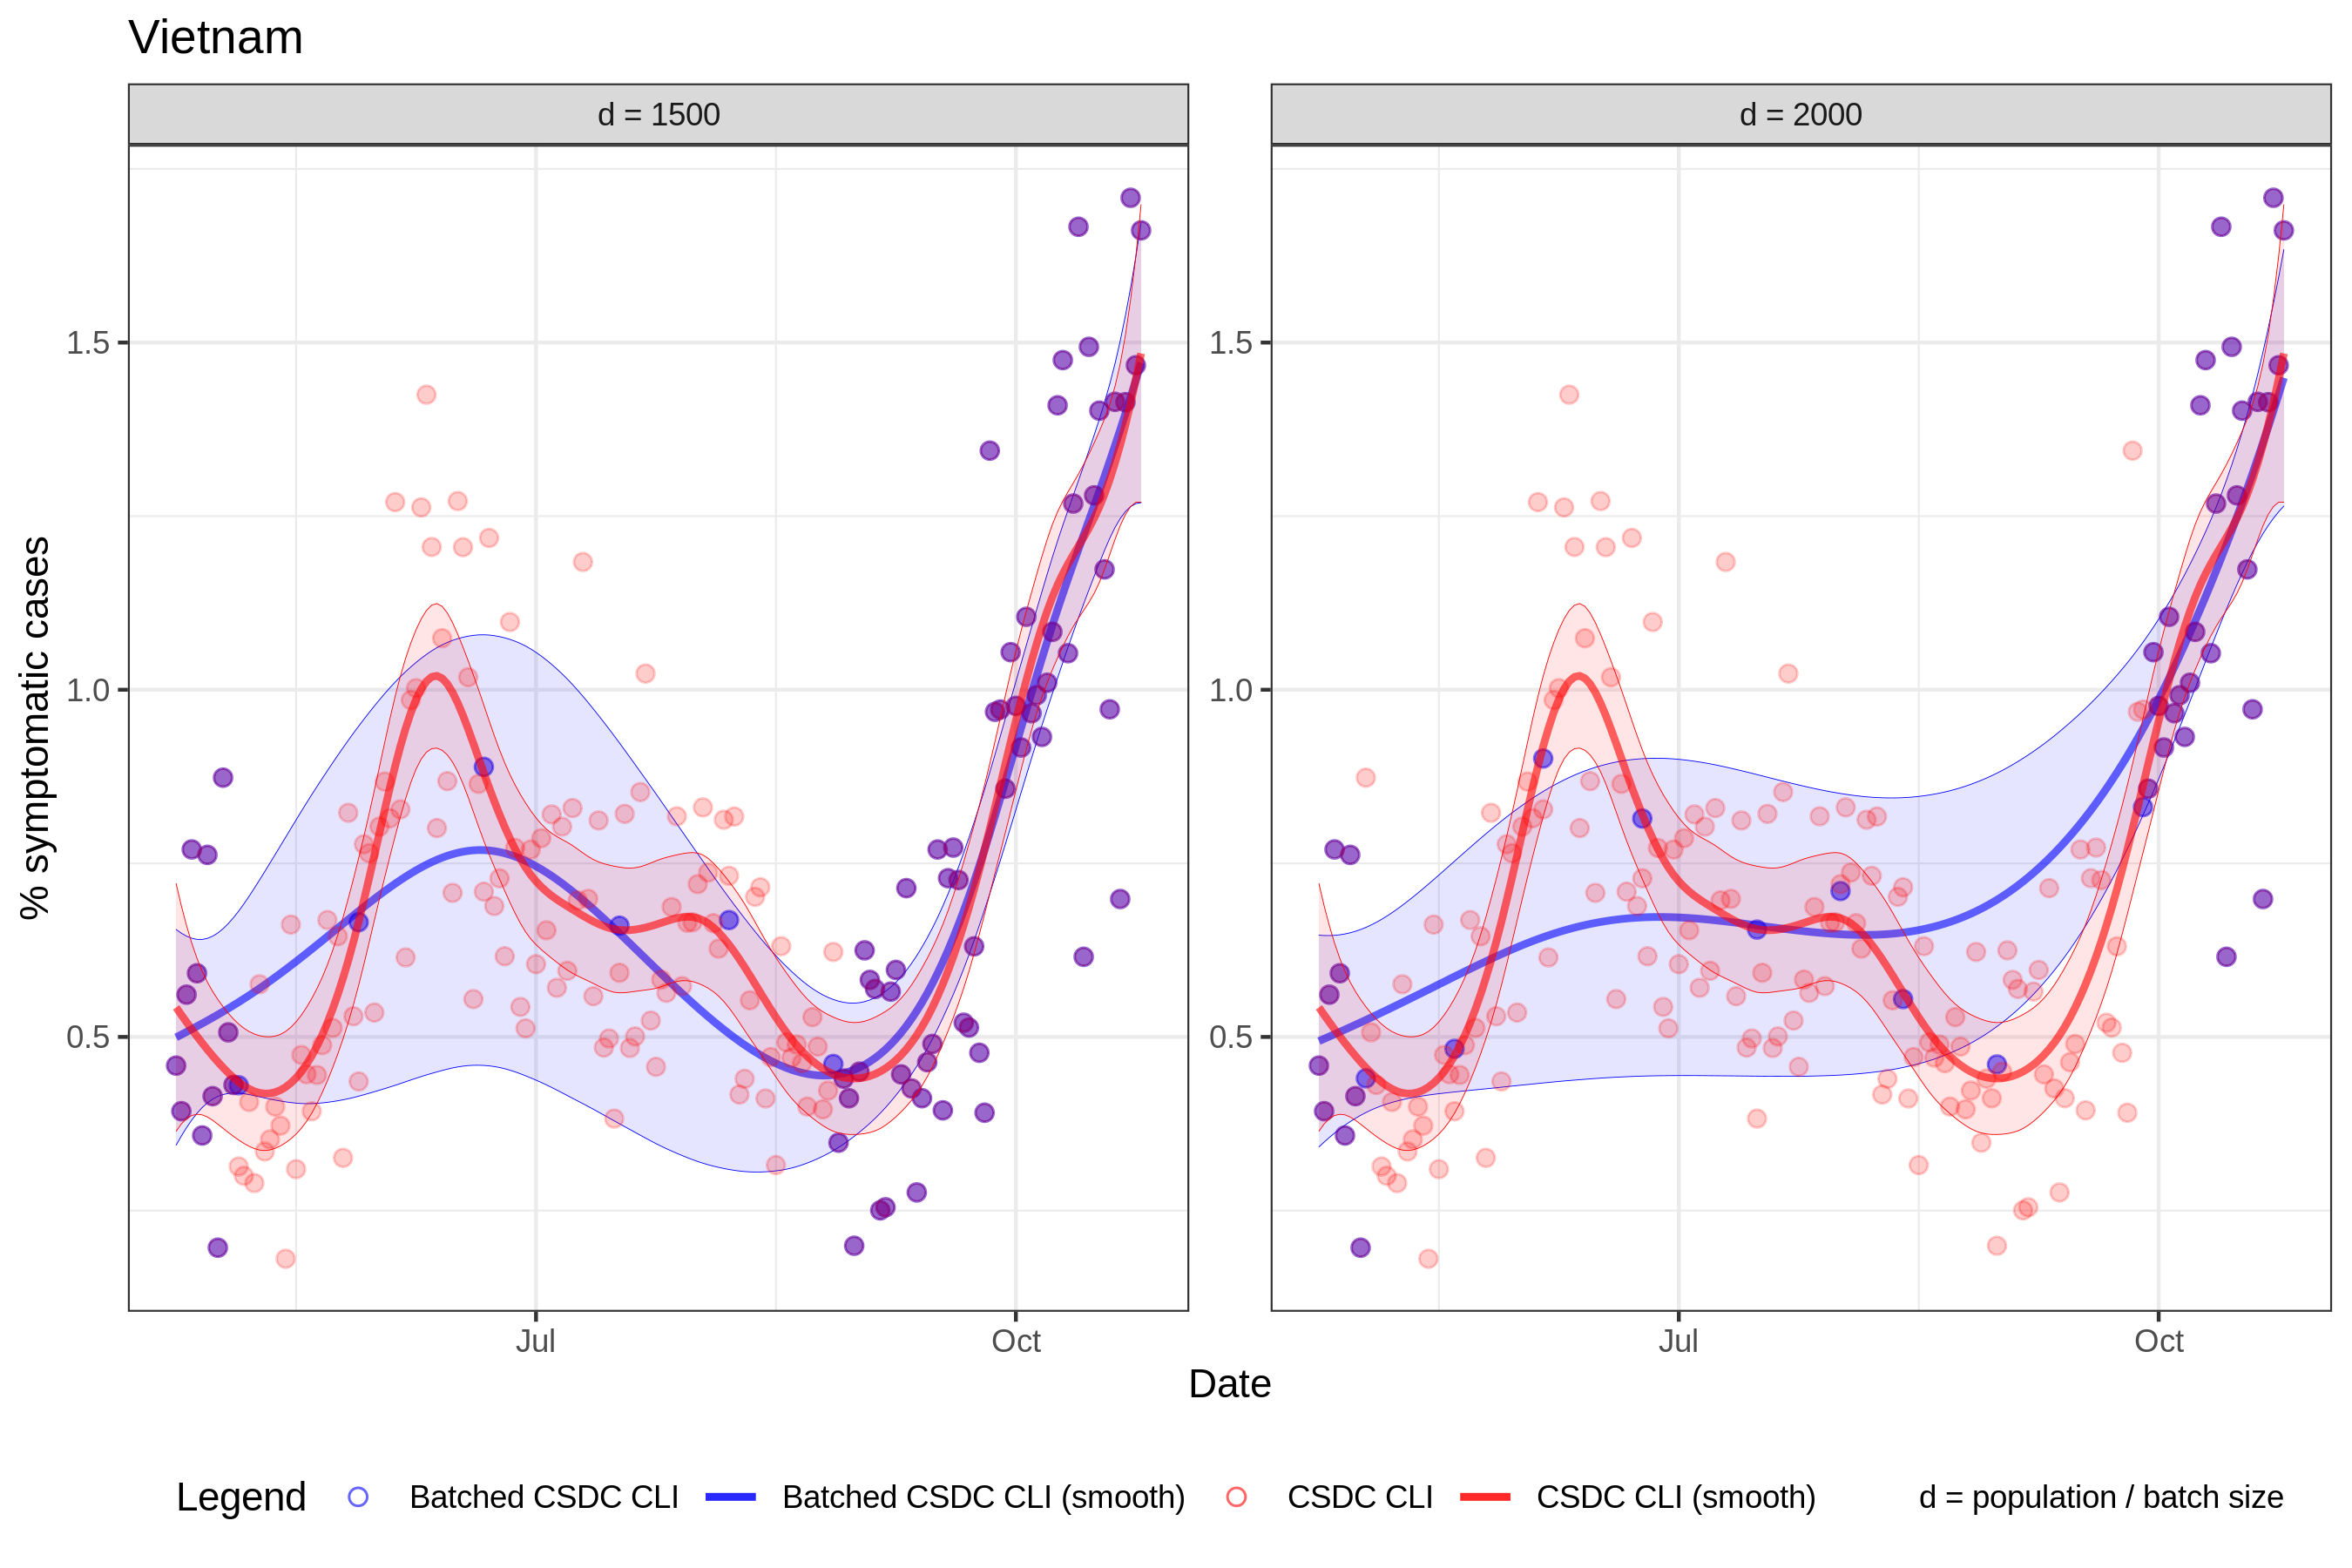 Vietnam
d = 1500
d = 2000
% symptomatic cases
1.5
1.0
0.5
1.5
1.0
0.5
Jul
Oct
Jul
Oct
Date
Legend
Batched CSDC CLI
Batched CSDC CLI (smooth)
CSDC CLI
CSDC CLI (smooth)
d = population / batch size